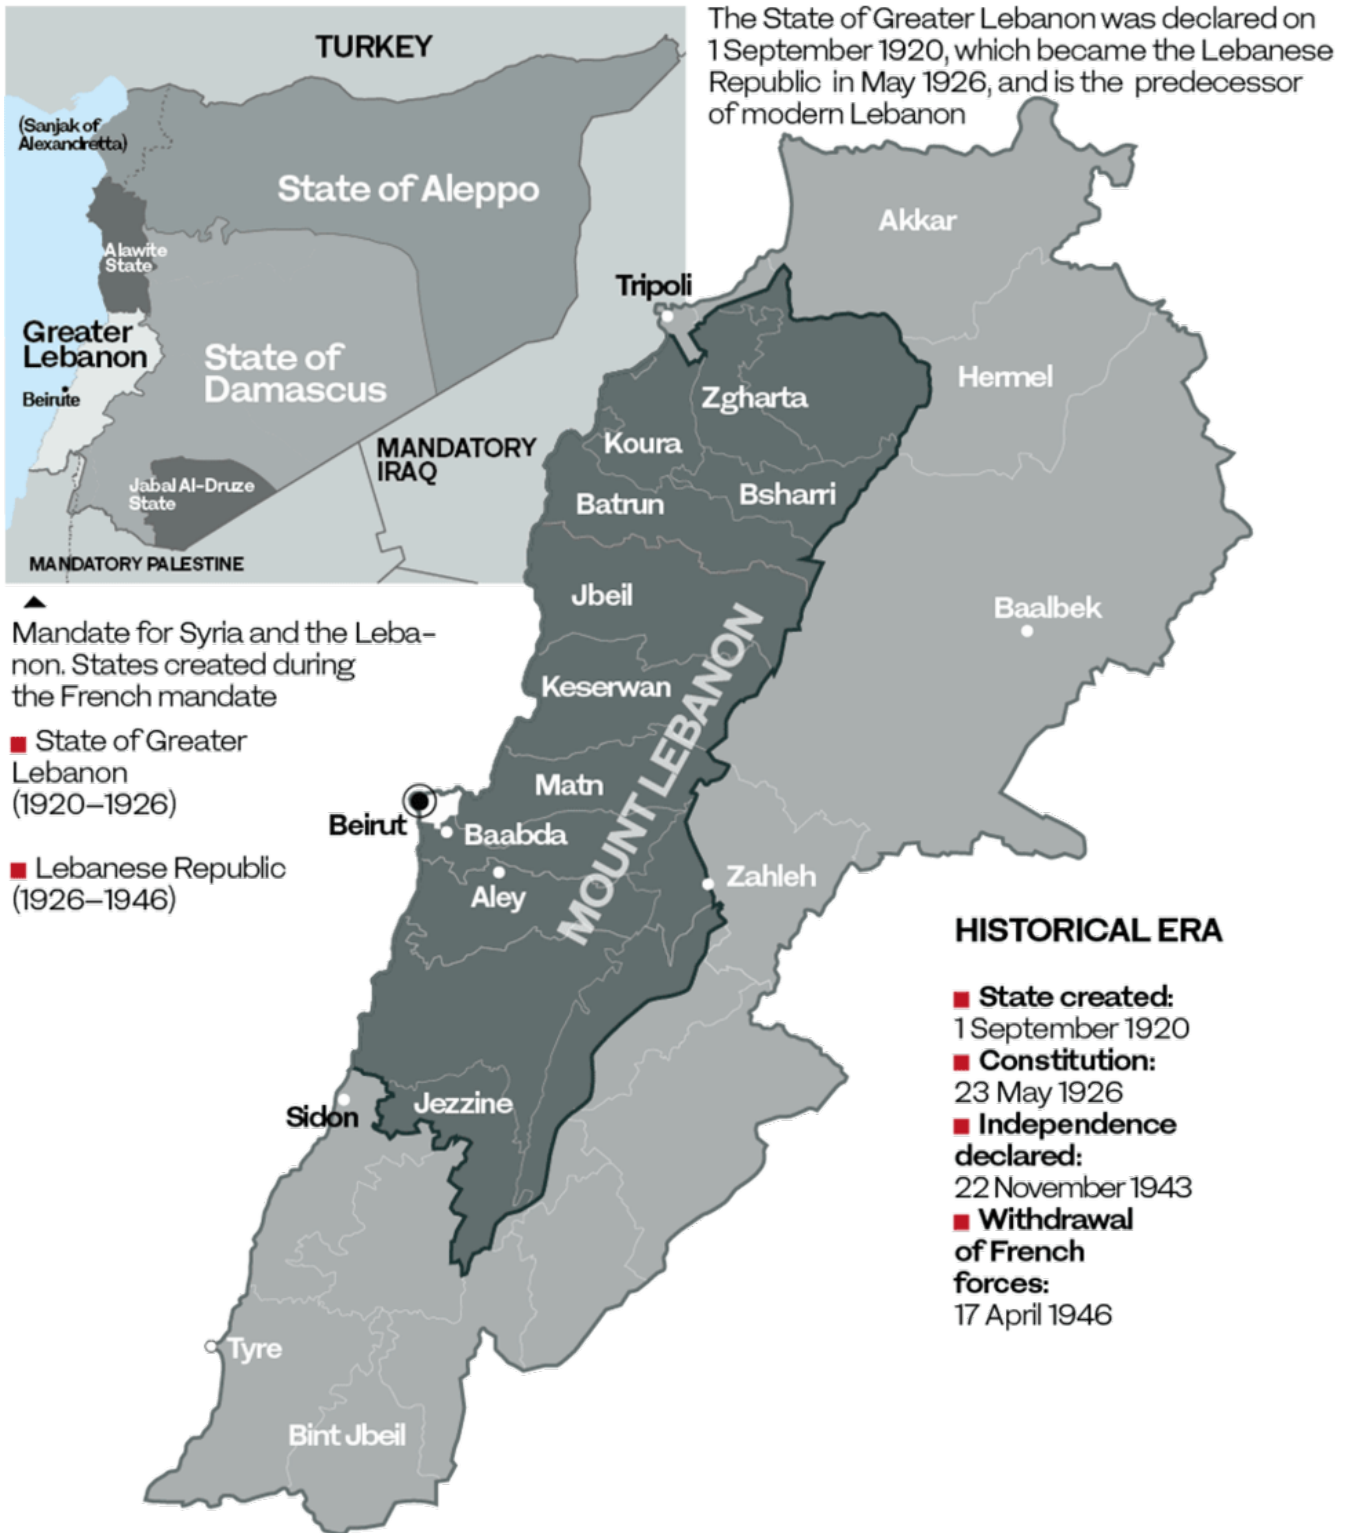 The State of Greater Lebanon was declared on
1 September 1920, which became the Lebanese
Republic in May 1926, and is the predecessor
of modern Lebanon
TURKEY
(Sanjak of
Alexandretta)
State of Aleppo
Alawite
State
Greater
Lebanon
Beirute
State of
Damascus
MANDATORY
IRAQ
Jabal Al-Druze
State
MANDATORY PALESTINE
Mandate for Syria and the Leba-
non. States created during
the French mandate
State of Greater
Lebanon
(1920–1926)
Lebanese Republic
(1926–1946)
Akkar
Tripoli
Hermel
Zgharta
Koura
Batrun
Bsharri
Jbeil
Baalbek
Keserwan
MOUNT LEBANON
Matn
Beirut
Baabda
Aley
Zahleh
Sidon
Jezzine
Tyre
Bint Jbeil
HISTORICAL ERA
State created:
1 September 1920
Constitution:
23 May 1926
Independence
declared:
22 November 1943
Withdrawal
of French
forces:
17 April 1946